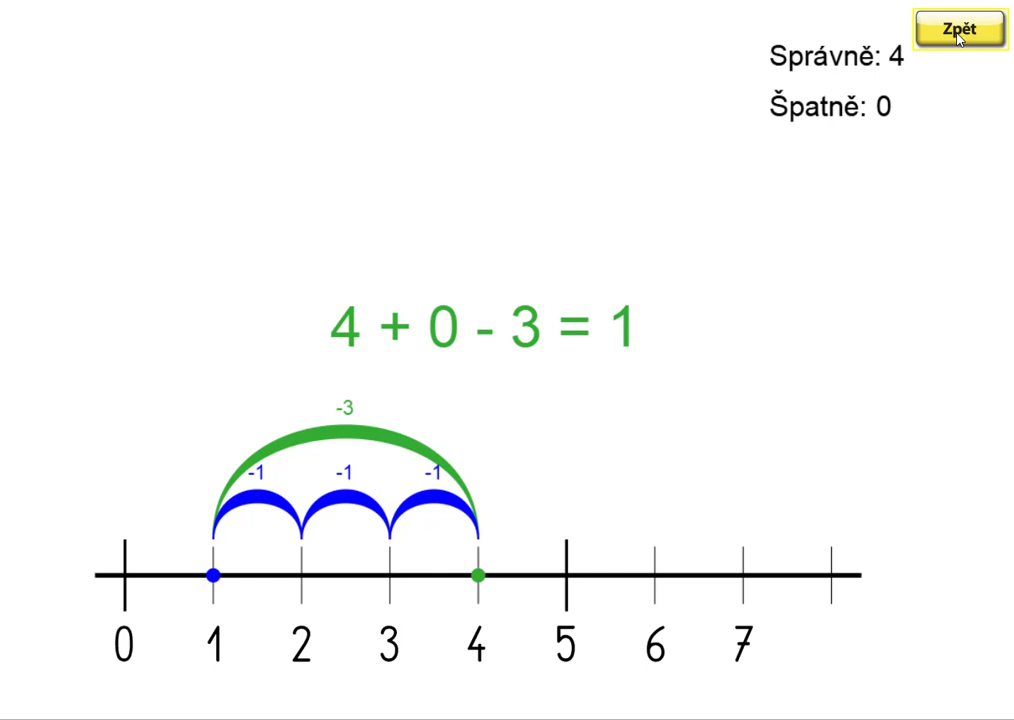 Zpět
Správně: 4
Špatně: 0
4 + 0 - 3 = 1
-3
-1 -1 -1
0 1 2 3 4 5 6 7